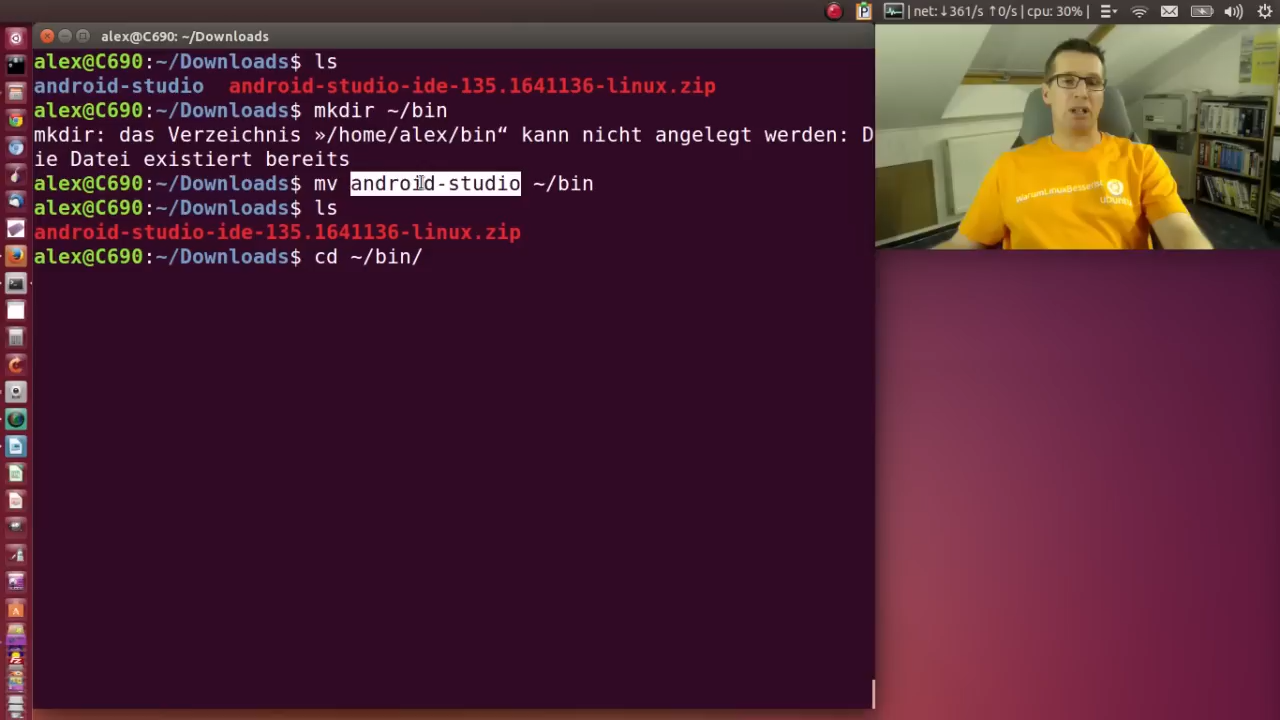 net:↓361/s ↑0/s | cpu: 30%
alex@C690: ~/Downloads
alex@C690:~/Downloads$ ls
android-studio android-studio-ide-135.1641136-linux.zip
alex@C690:~/Downloads$ mkdir ~/bin
mkdir: das Verzeichnis »/home/alex/bin“ kann nicht angelegt werden: D
ie Datei existiert bereits
alex@C690:~/Downloads$ mv android-studio ~/bin
alex@C690:~/Downloads$ ls
android-studio-ide-135.1641136-linux.zip
alex@C690:~/Downloads$ cd ~/bin/
WarumLinuxBesserIst
ubuntu